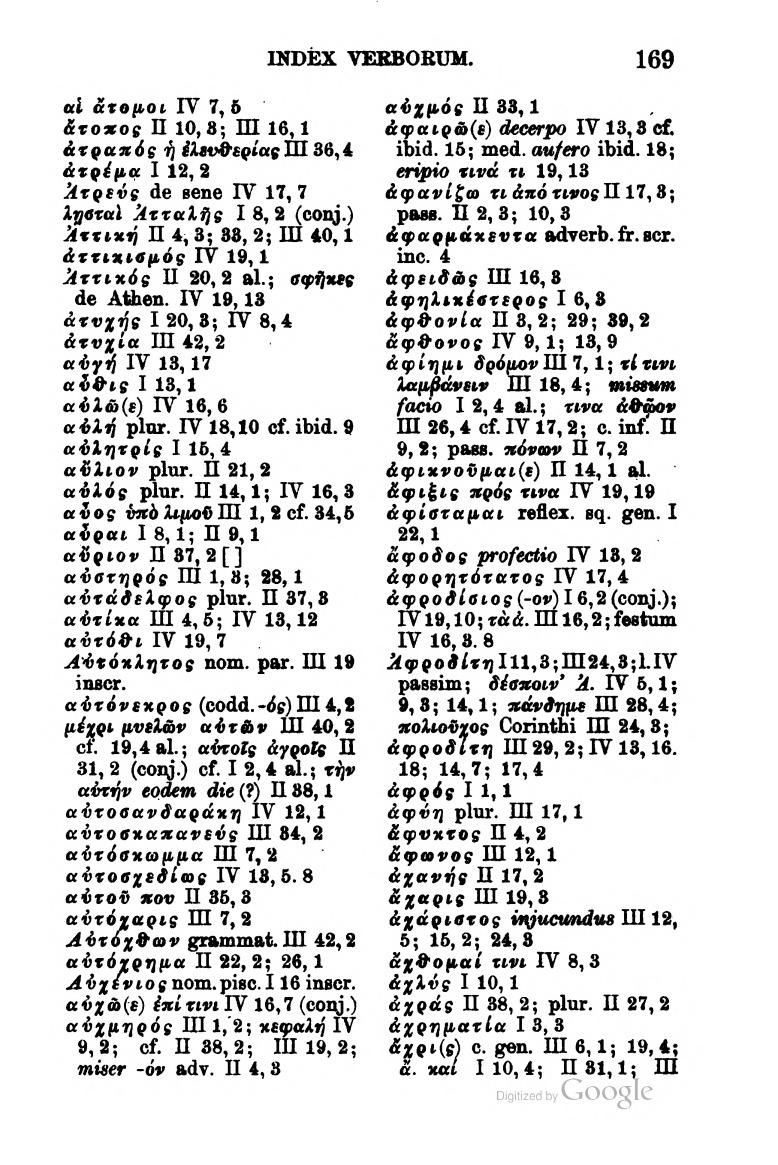 INDEX VERBORUM. 169
αἱ ἄτομοι IV 7, 5
ἄτοπος II 10, 3; III 16, 1
ἀτραπός ἡ ἐλευθερίας III 36, 4
ἀτρέμα I 12, 2
Ἀτρεύς de sene IV 17, 7
λῃσταὶ Ἀτταλῆς I 8, 2 (conj.)
Ἀττική II 4, 3; 33, 2; III 40, 1
ἀττικισμός IV 19, 1
Ἀττικός II 20, 2 al.; σφῆκες
de Athen. IV 19, 13
ἀτυχής I 20, 3; IV 8, 4
ἀτυχία III 42, 2
αὐγή IV 13, 17
αὖθις I 13, 1
αὐλῶ(ε) IV 16, 6
αὐλή plur. IV 18, 10 cf. ibid. 9
αὐλητρίς I 15, 4
αὔλιον plur. II 21, 2
αὐλός plur. II 14, 1; IV 16, 3
αὖος ὑπὸ λιμοῦ III 1, 2 cf. 34, 5
αὖραι I 8, 1; II 9, 1
αὔριον II 37, 2 [ ]
αὐστηρός III 1, 3; 28, 1
αὐτάδελφος plur. II 37, 3
αὐτίκα III 4, 5; IV 13, 12
αὐτόθι IV 19, 7
Αὐτόκλητος nom. par. III 19
inscr.
αὐτόνεκρος (codd. -ός) III 4, 2
μέχρι μυελῶν αὐτῶν III 40, 2
cf. 19, 4 al.; αὐτοῖς ἀγροῖς II
31, 2 (conj.) cf. I 2, 4 al.; τὴν
αὐτήν eodem die (?) II 38, 1
αὐτοσανδαράκη IV 12, 1
αὐτοσκαπανεύς III 34, 2
αὐτόσκωμμα III 7, 2
αὐτοσχεδίως IV 13, 5. 8
αὐτοῦ που II 35, 3
αὐτόχαρις III 7, 2
Αὐτόχθων grammat. III 42, 2
αὐτόχρημα II 22, 2; 26, 1
Αὐχένιος nom. pisc. I 16 inscr.
αὐχῶ(ε) ἐπί τινι IV 16, 7 (conj.)
αὐχμηρός III 1, 2; κεφαλή IV
9, 2; cf. II 38, 2; III 19, 2;
miser -όν adv. II 4, 3
αὐχμός II 33, 1
ἀφαιρῶ(ε) decerpo IV 13, 3 cf.
ibid. 15; med. aufero ibid. 18;
eripio τινά τι 19, 13
ἀφανίζω τι ἀπό τινος II 17, 3;
pass. II 2, 3; 10, 3
ἀφαρμάκευτα adverb. fr. scr.
inc. 4
ἀφειδῶς III 16, 3
ἀφηλικέστερος I 6, 3
ἀφθονία II 3, 2; 29; 39, 2
ἄφθονος IV 9, 1; 13, 9
ἀφίημι δρόμον III 7, 1; τί τινι
λαμβάνειν III 18, 4; missum
facio I 2, 4 al.; τινα ἀθῷον
III 26, 4 cf. IV 17, 2; c. inf. II
9, 2; pass. πόνων II 7, 2
ἀφικνοῦμαι(ε) II 14, 1 al.
ἄφιξις πρός τινα IV 19, 19
ἀφίσταμαι reflex. sq. gen. I
22, 1
ἄφοδος profectio IV 13, 2
ἀφορητότατος IV 17, 4
ἀφροδίσιος (-ον) I 6, 2 (conj.);
IV 19, 10; τὰ ἀ. III 16, 2; festum
IV 16, 3. 8
Ἀφροδίτη I 11, 3; III 24, 3; l. IV
passim; δέσποιν' Ἀ. IV 5, 1;
9, 3; 14, 1; πάνδημε III 28, 4;
πολιοῦχος Corinthi III 24, 3;
ἀφροδίτη III 29, 2; IV 13, 16.
18; 14, 7; 17, 4
ἀφρός I 1, 1
ἀφύη plur. III 17, 1
ἄφυκτος II 4, 2
ἄφωνος III 12, 1
ἀχανής II 17, 2
ἄχαρις III 19, 3
ἀχάριστος injucundus III 12,
5; 15, 2; 24, 3
ἄχθομαί τινι IV 8, 3
ἀχλύς I 10, 1
ἀχράς II 38, 2; plur. II 27, 2
ἀχρηματία I 3, 3
ἄχρι(ς) c. gen. III 6, 1; 19, 4;
ἄ. καί I 10, 4; II 31, 1; III
Digitized by Google